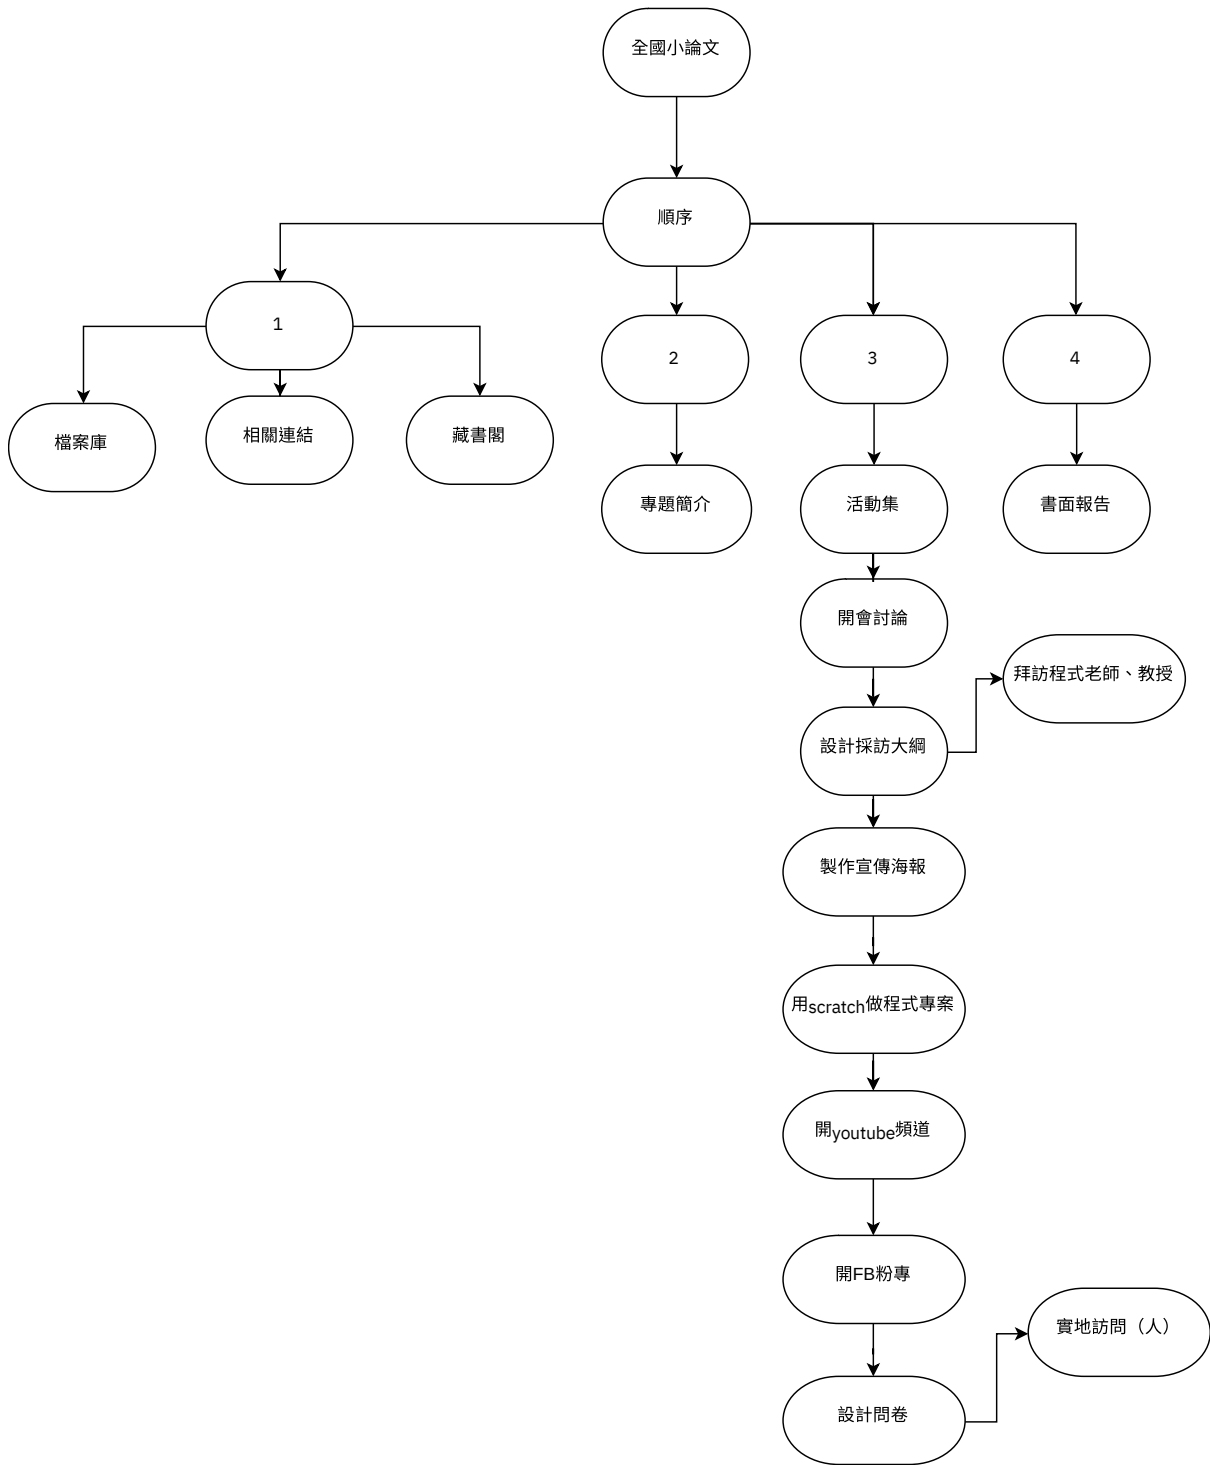 全國小論文
順序
1
2
3
4
檔案庫
相關連結
藏書閣
專題簡介
活動集
書面報告
開會討論
拜訪程式老師、教授
設計採訪大綱
製作宣傳海報
用scratch做程式專案
開youtube頻道
開FB粉專
實地訪問（人）
設計問卷